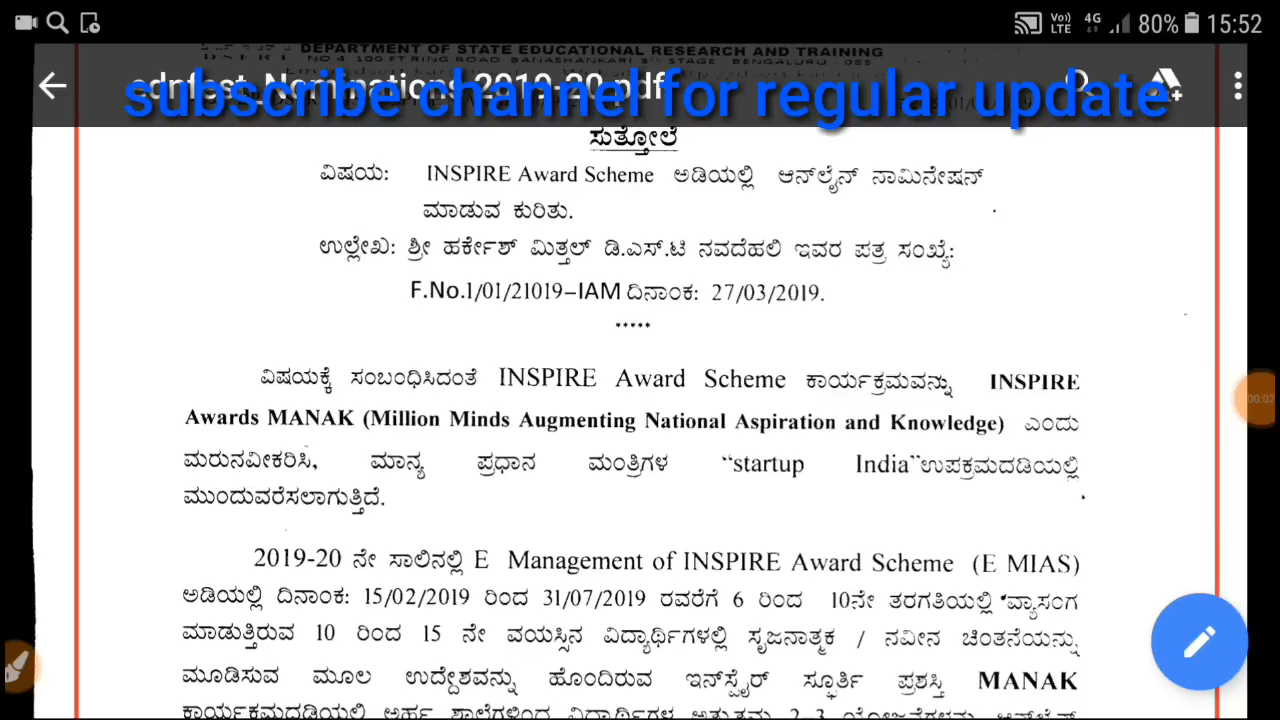 80% 15:52
DEPARTMENT OF STATE EDUCATIONAL RESEARCH AND TRAINING
subscribe channel for regular update
ಸುತ್ತೋಲೆ
ವಿಷಯ: INSPIRE Award Scheme ಅಡಿಯಲ್ಲಿ ಆನ್‌ಲೈನ್ ನಾಮಿನೇಷನ್
ಮಾಡುವ ಕುರಿತು.
ಉಲ್ಲೇಖ: ಶ್ರೀ ಹರ್ಕೇಶ್ ಮಿತ್ತಲ್ ಡಿ.ಎಸ್.ಟಿ ನವದೆಹಲಿ ಇವರ ಪತ್ರ ಸಂಖ್ಯೆ:
F.No.1/01/21019–IAM ದಿನಾಂಕ: 27/03/2019.
*****
ವಿಷಯಕ್ಕೆ ಸಂಬಂಧಿಸಿದಂತೆ INSPIRE Award Scheme ಕಾರ್ಯಕ್ರಮವನ್ನು INSPIRE
Awards MANAK (Million Minds Augmenting National Aspiration and Knowledge) ಎಂದು
ಮರುನವೀಕರಿಸಿ, ಮಾನ್ಯ ಪ್ರಧಾನ ಮಂತ್ರಿಗಳ “startup India” ಉಪಕ್ರಮದಡಿಯಲ್ಲಿ
ಮುಂದುವರೆಸಲಾಗುತ್ತಿದೆ.
2019-20 ನೇ ಸಾಲಿನಲ್ಲಿ E Management of INSPIRE Award Scheme (E MIAS)
ಅಡಿಯಲ್ಲಿ ದಿನಾಂಕ: 15/02/2019 ರಿಂದ 31/07/2019 ರವರೆಗೆ 6 ರಿಂದ 10ನೇ ತರಗತಿಯಲ್ಲಿ ವ್ಯಾಸಂಗ
ಮಾಡುತ್ತಿರುವ 10 ರಿಂದ 15 ನೇ ವಯಸ್ಸಿನ ವಿದ್ಯಾರ್ಥಿಗಳಲ್ಲಿ ಸೃಜನಾತ್ಮಕ / ನವೀನ ಚಿಂತನೆಯನ್ನು
ಮೂಡಿಸುವ ಮೂಲ ಉದ್ದೇಶವನ್ನು ಹೊಂದಿರುವ ಇನ್‌ಸ್ಪೈರ್ ಸ್ಫೂರ್ತಿ ಪ್ರಶಸ್ತಿ MANAK